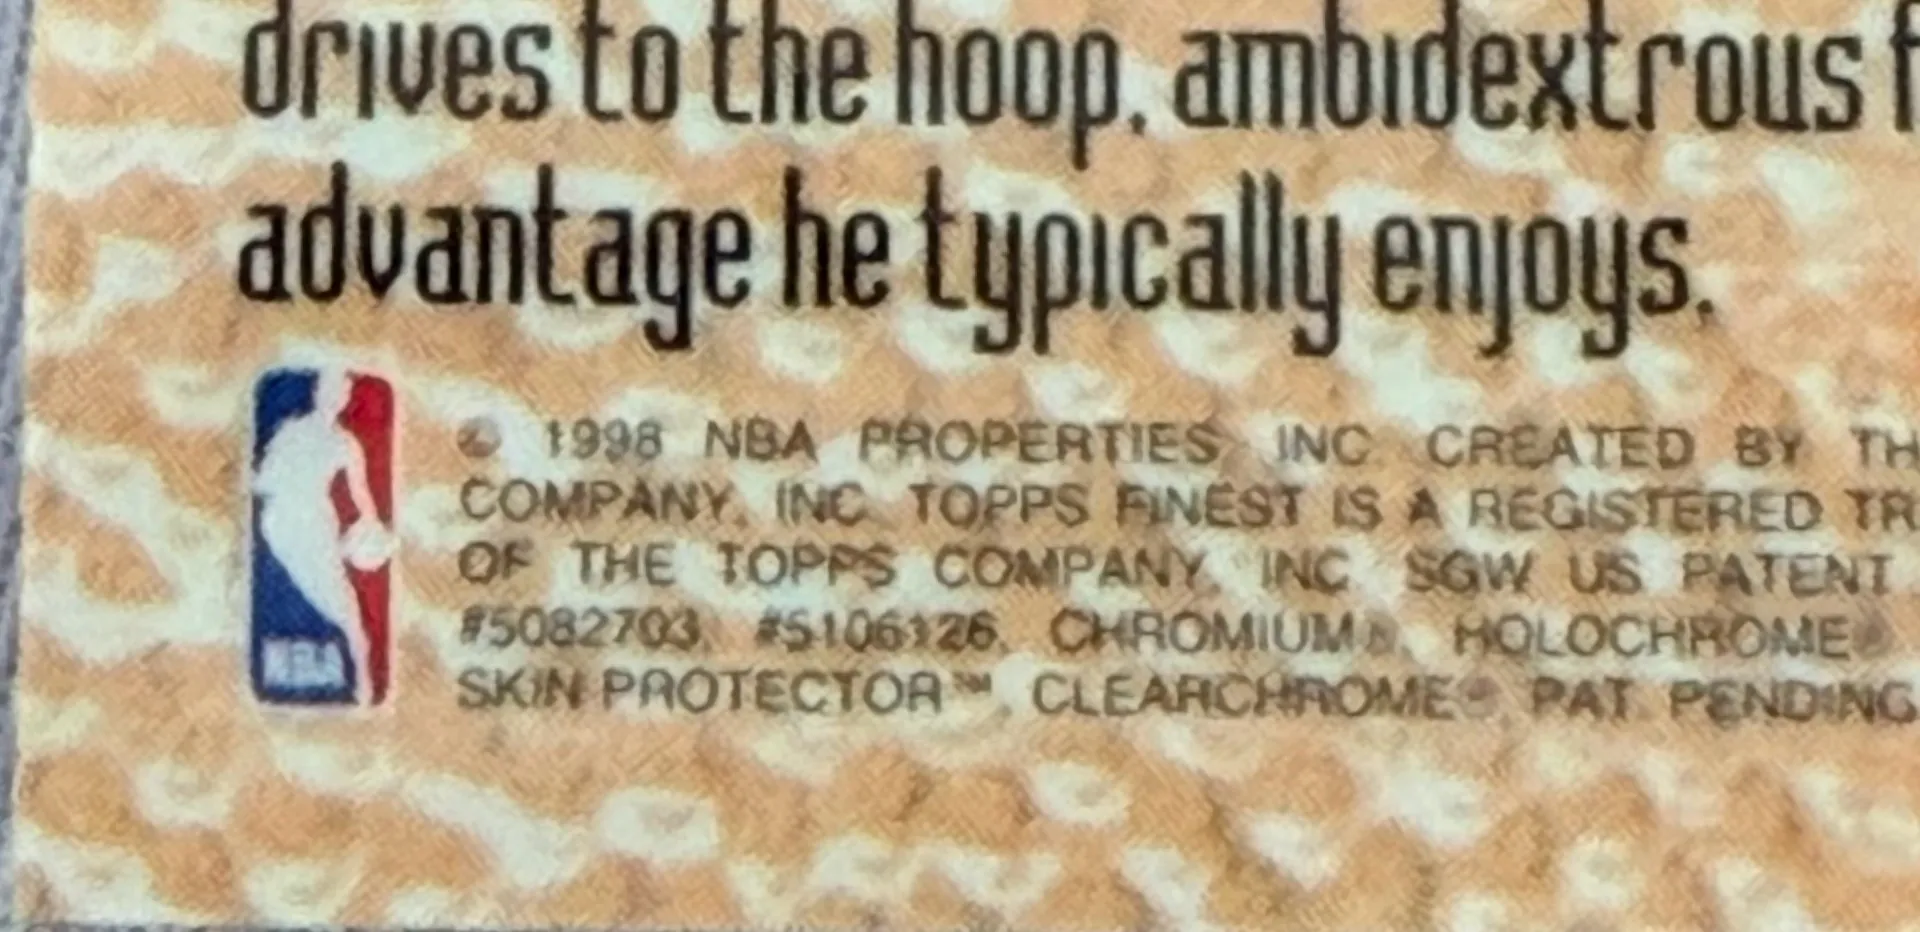 drives to the hoop, ambidextrous f
advantage he typically enjoys.
© 1998 NBA PROPERTIES INC CREATED BY TH
COMPANY, INC. TOPPS FINEST IS A REGISTERED TR
OF THE TOPPS COMPANY, INC SGW US PATENT
#5082703, #5106126, CHROMIUM®, HOLOCHROME®
SKIN PROTECTOR™, CLEARCHROME®, PAT. PENDING
NBA